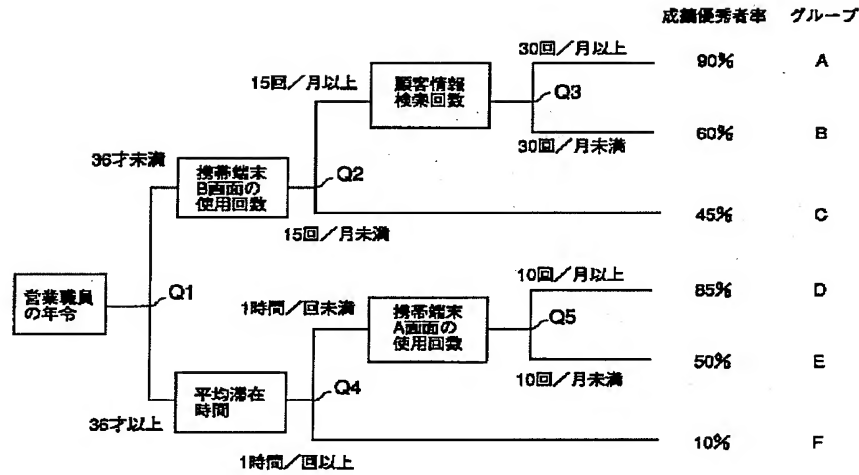 成績優秀者率 グループ
30回/月以上
90% A
15回/月以上
顧客情報
検索回数
Q3
60% B
30回/月未満
36才未満
携帯端末
B画面の
使用回数
Q2
45% C
15回/月未満
10回/月以上
営業職員
の年令
Q1
1時間/回未満
携帯端末
A画面の
使用回数
Q5
85% D
50% E
10回/月未満
平均滞在
時間
Q4
36才以上
10% F
1時間/回以上